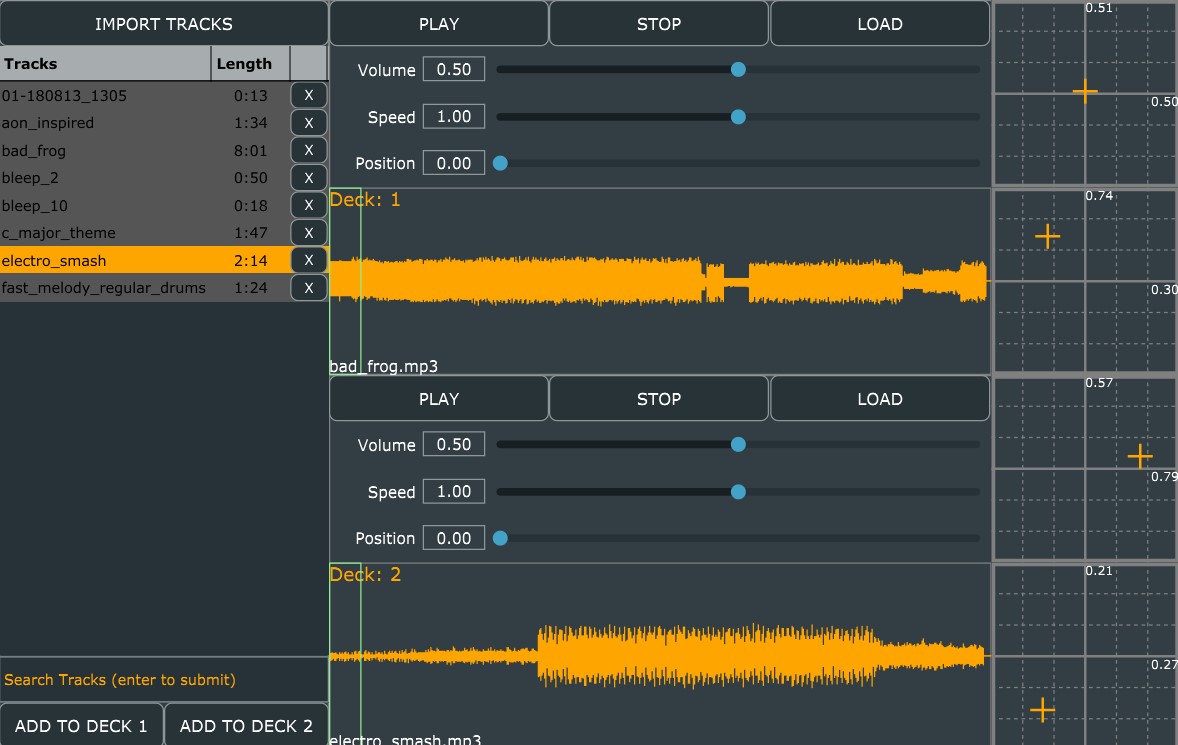 IMPORT TRACKS
Tracks Length
01-180813_1305 0:13 X
aon_inspired 1:34 X
bad_frog 8:01 X
bleep_2 0:50 X
bleep_10 0:18 X
c_major_theme 1:47 X
electro_smash 2:14 X
fast_melody_regular_drums 1:24 X
Search Tracks (enter to submit)
ADD TO DECK 1 ADD TO DECK 2
PLAY STOP LOAD
Volume 0.50
Speed 1.00
Position 0.00
Deck: 1
bad_frog.mp3
PLAY STOP LOAD
Volume 0.50
Speed 1.00
Position 0.00
Deck: 2
electro_smash.mp3
0.51
0.50
0.74
0.30
0.57
0.79
0.21
0.27